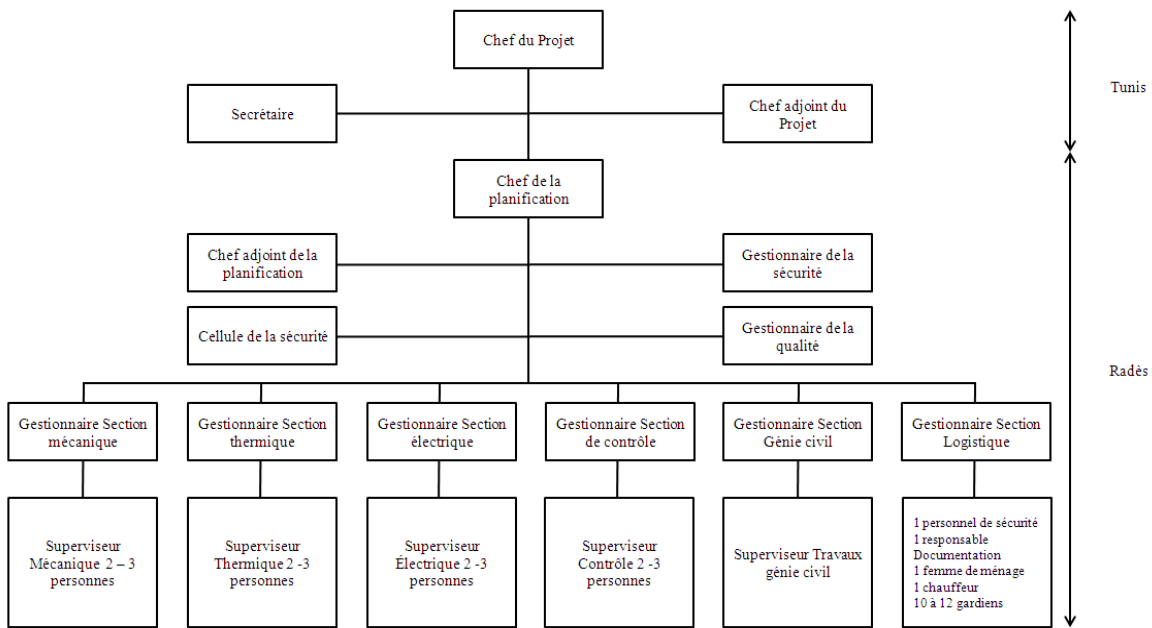 Chef du Projet
Tunis
Secrétaire
Chef adjoint du
Projet
Chef de la
planification
Chef adjoint de la
planification
Gestionnaire de la
sécurité
Cellule de la sécurité
Gestionnaire de la
qualité
Radès
Gestionnaire Section
mécanique
Gestionnaire Section
thermique
Gestionnaire Section
électrique
Gestionnaire Section
de contrôle
Gestionnaire Section
Génie civil
Gestionnaire Section
Logistique
Superviseur
Mécanique 2 – 3
personnes
Superviseur
Thermique 2 -3
personnes
Superviseur
Électrique 2 -3
personnes
Superviseur
Contrôle 2 -3
personnes
Superviseur Travaux
génie civil
1 personnel de sécurité
1 responsable
Documentation
1 femme de ménage
1 chauffeur
10 à 12 gardiens